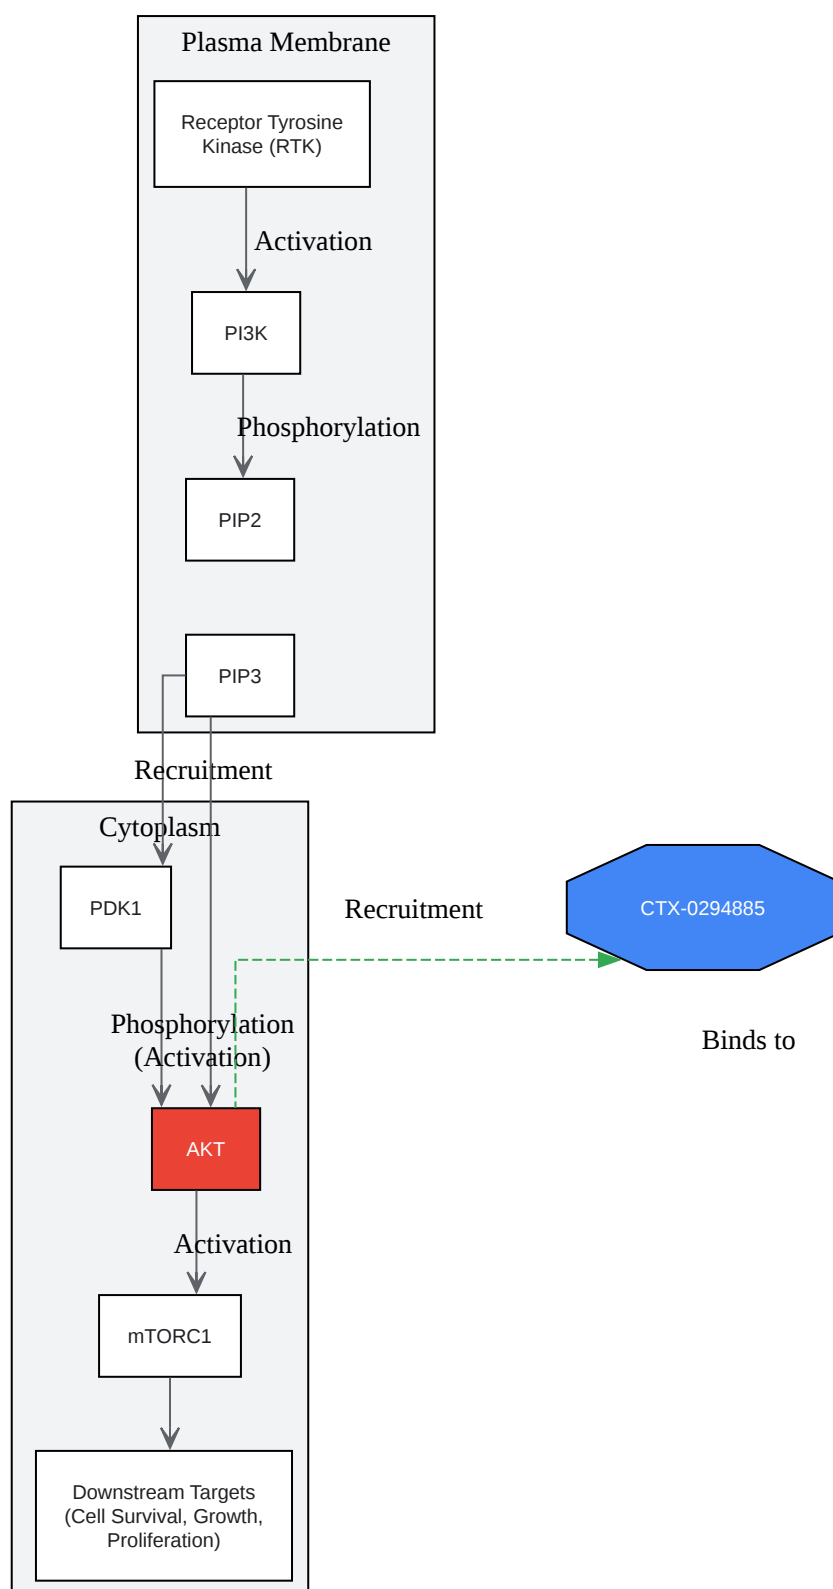 Plasma Membrane
Receptor Tyrosine
Kinase (RTK)
Activation
PI3K
Phosphorylation
PIP2
PIP3
Recruitment
Cytoplasm
PDK1
Recruitment
CTX-0294885
Phosphorylation
(Activation)
Binds to
AKT
Activation
mTORC1
Downstream Targets
(Cell Survival, Growth,
Proliferation)